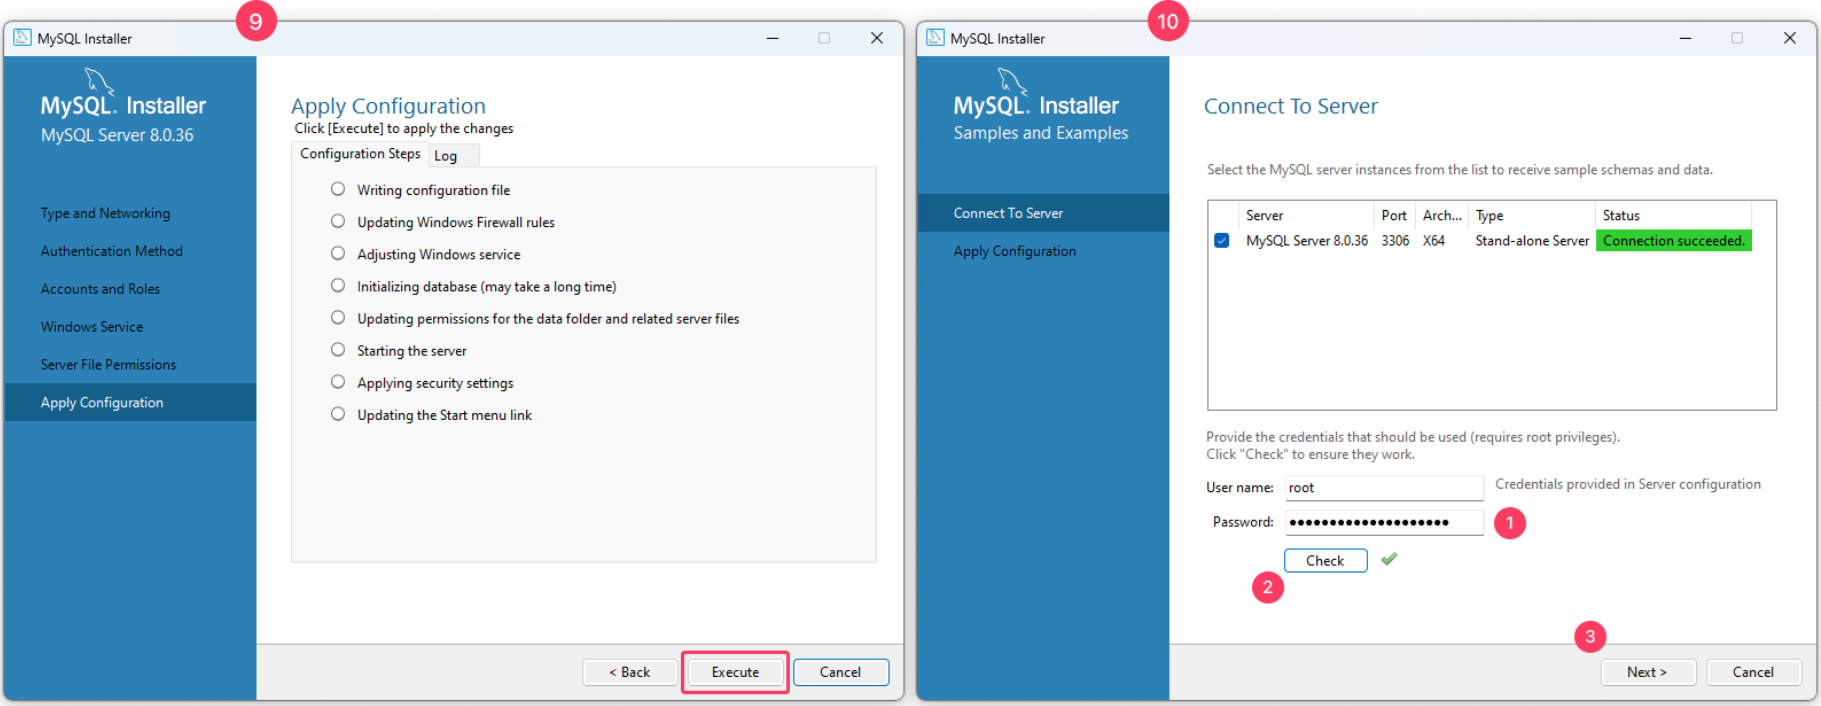 9
MySQL Installer
MySQL. Installer
MySQL Server 8.0.36
Type and Networking
Authentication Method
Accounts and Roles
Windows Service
Server File Permissions
Apply Configuration
Apply Configuration
Click [Execute] to apply the changes
Configuration Steps Log
Writing configuration file
Updating Windows Firewall rules
Adjusting Windows service
Initializing database (may take a long time)
Updating permissions for the data folder and related server files
Starting the server
Applying security settings
Updating the Start menu link
< Back Execute Cancel
10
MySQL Installer
MySQL. Installer
Samples and Examples
Connect To Server
Apply Configuration
Connect To Server
Select the MySQL server instances from the list to receive sample schemas and data.
Server Port Arch... Type Status
MySQL Server 8.0.36 3306 X64 Stand-alone Server Connection succeeded.
Provide the credentials that should be used (requires root privileges).
Click "Check" to ensure they work.
User name: root Credentials provided in Server configuration
Password: ●●●●●●●●●●●●●●●●●●●● 1
Check
2
3
Next > Cancel